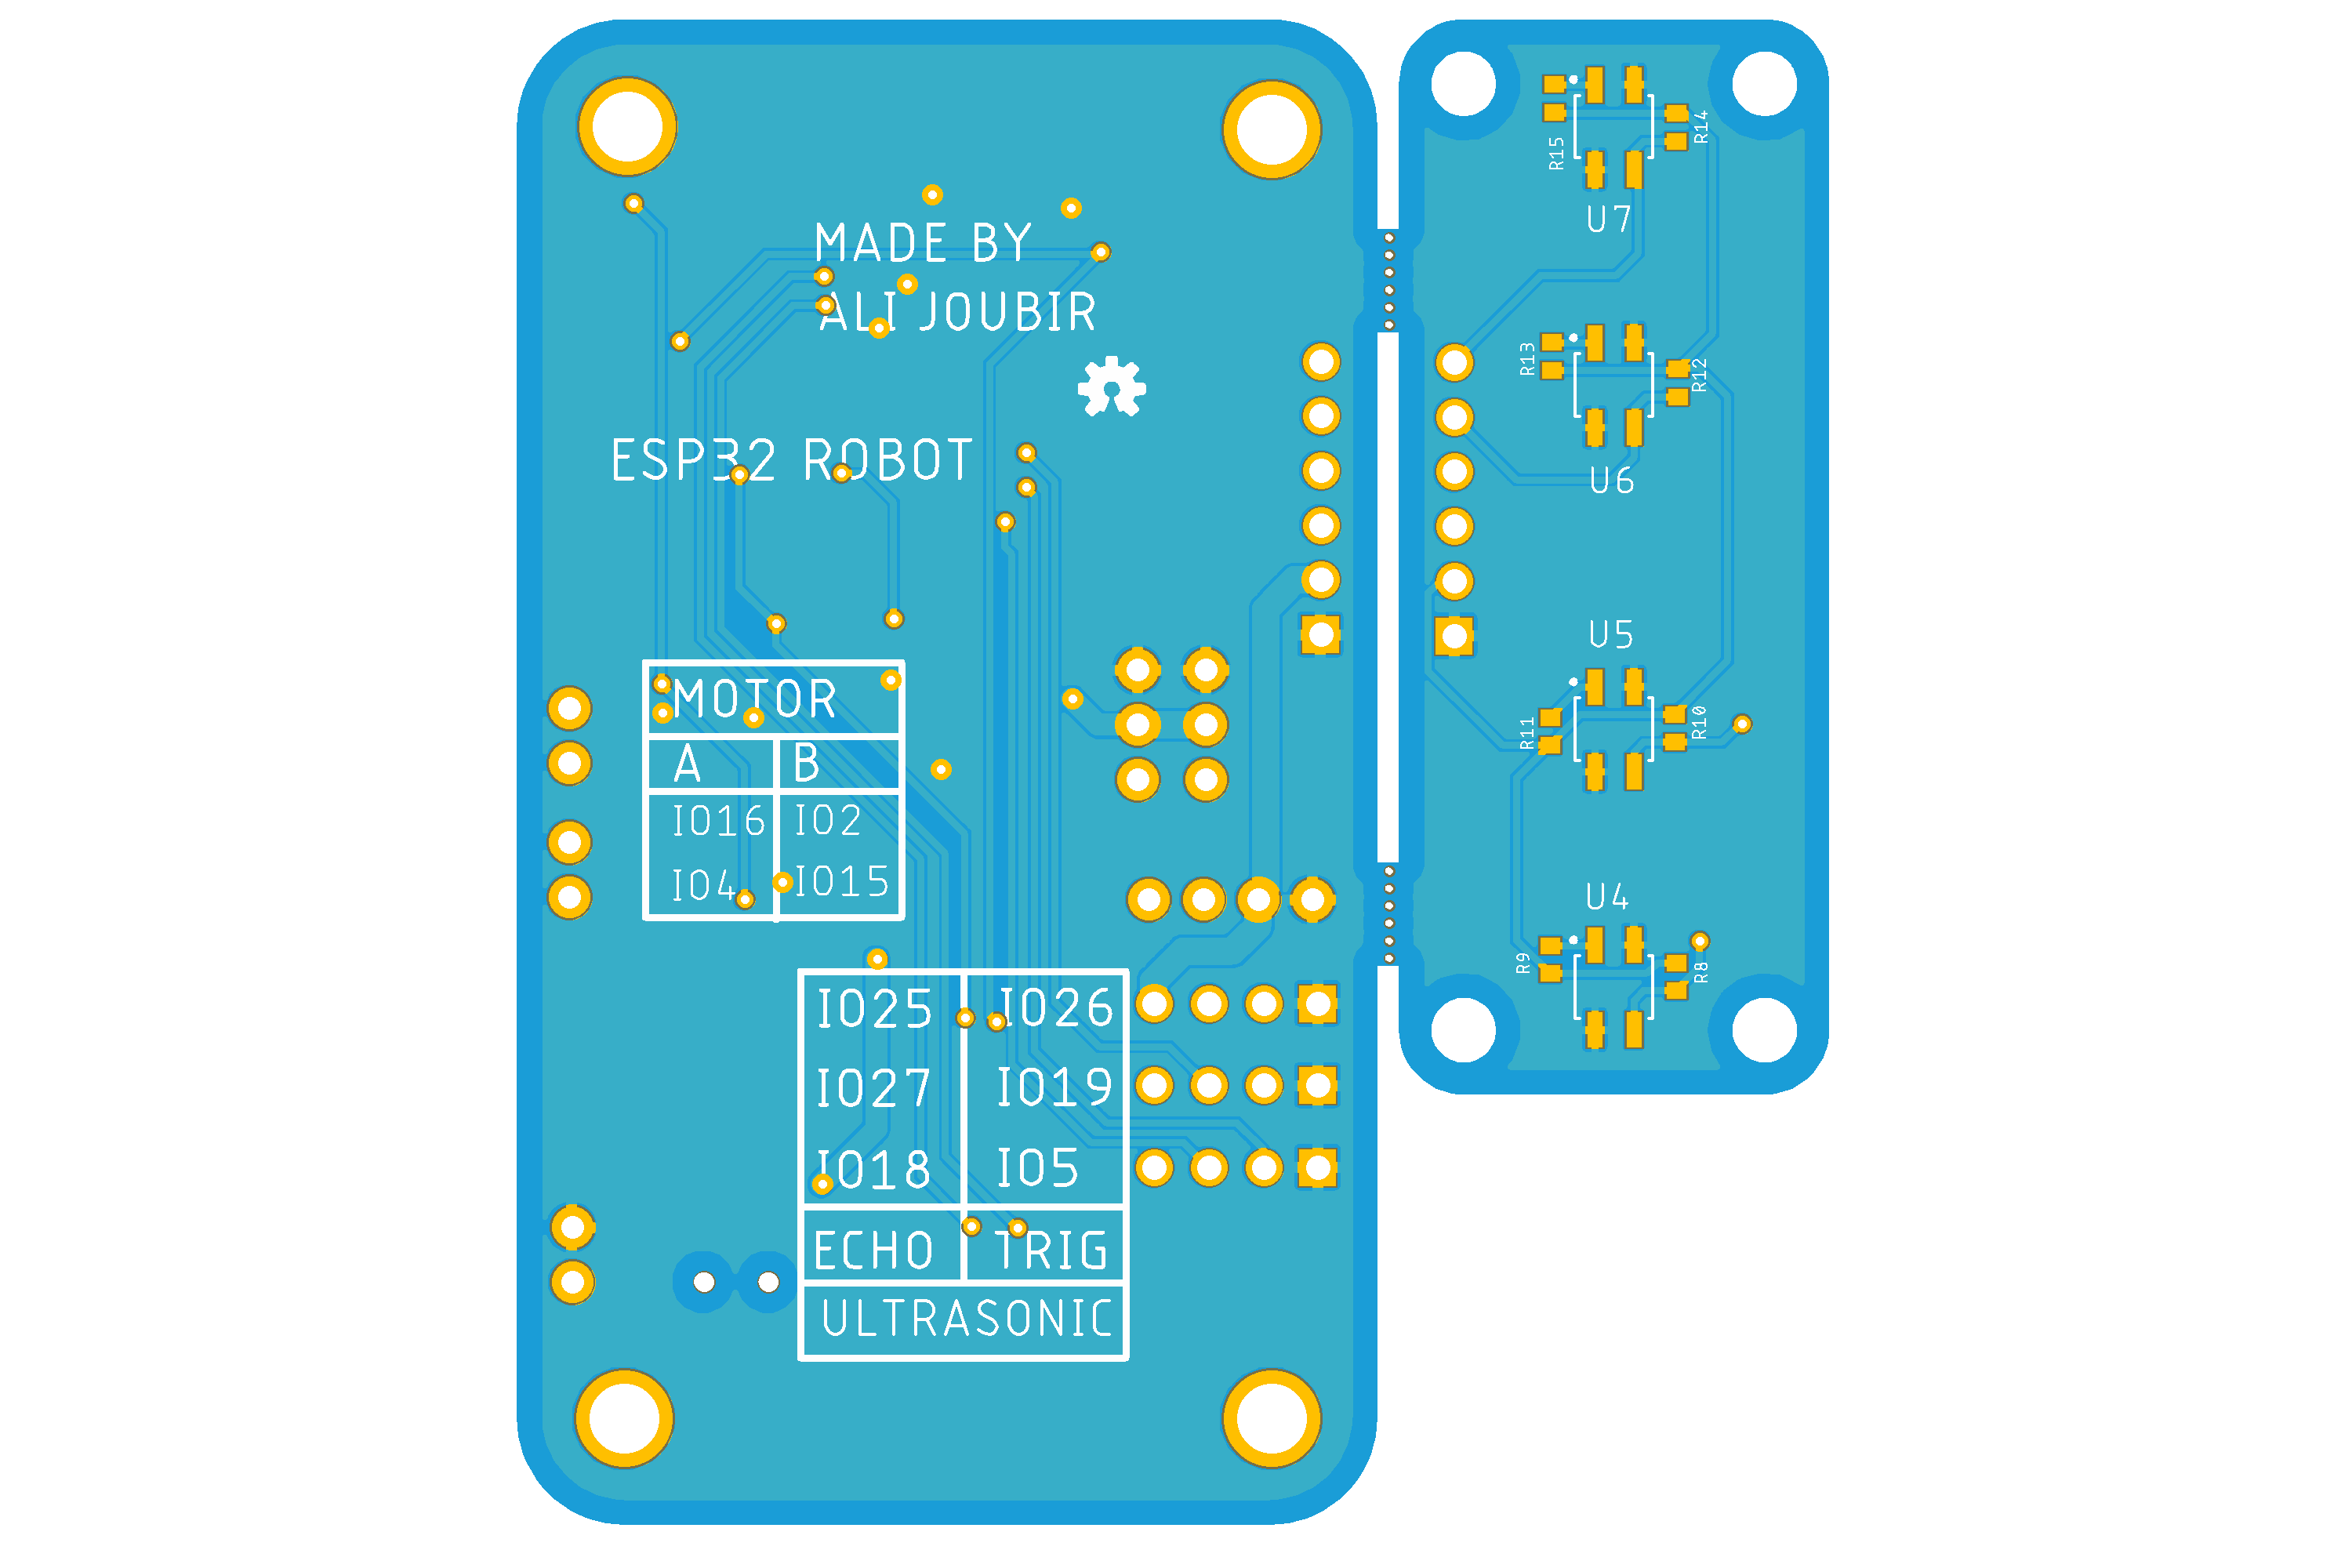 MADE BY
ALI JOUBIR
ESP32 ROBOT
MOTOR
A B
IO16 IO2
IO4 IO15
IO25 IO26
IO27 IO19
IO18 IO5
ECHO TRIG
ULTRASONIC
R14
R15
U7
R13
R12
U6
U5
R11
R10
U4
R9
R8